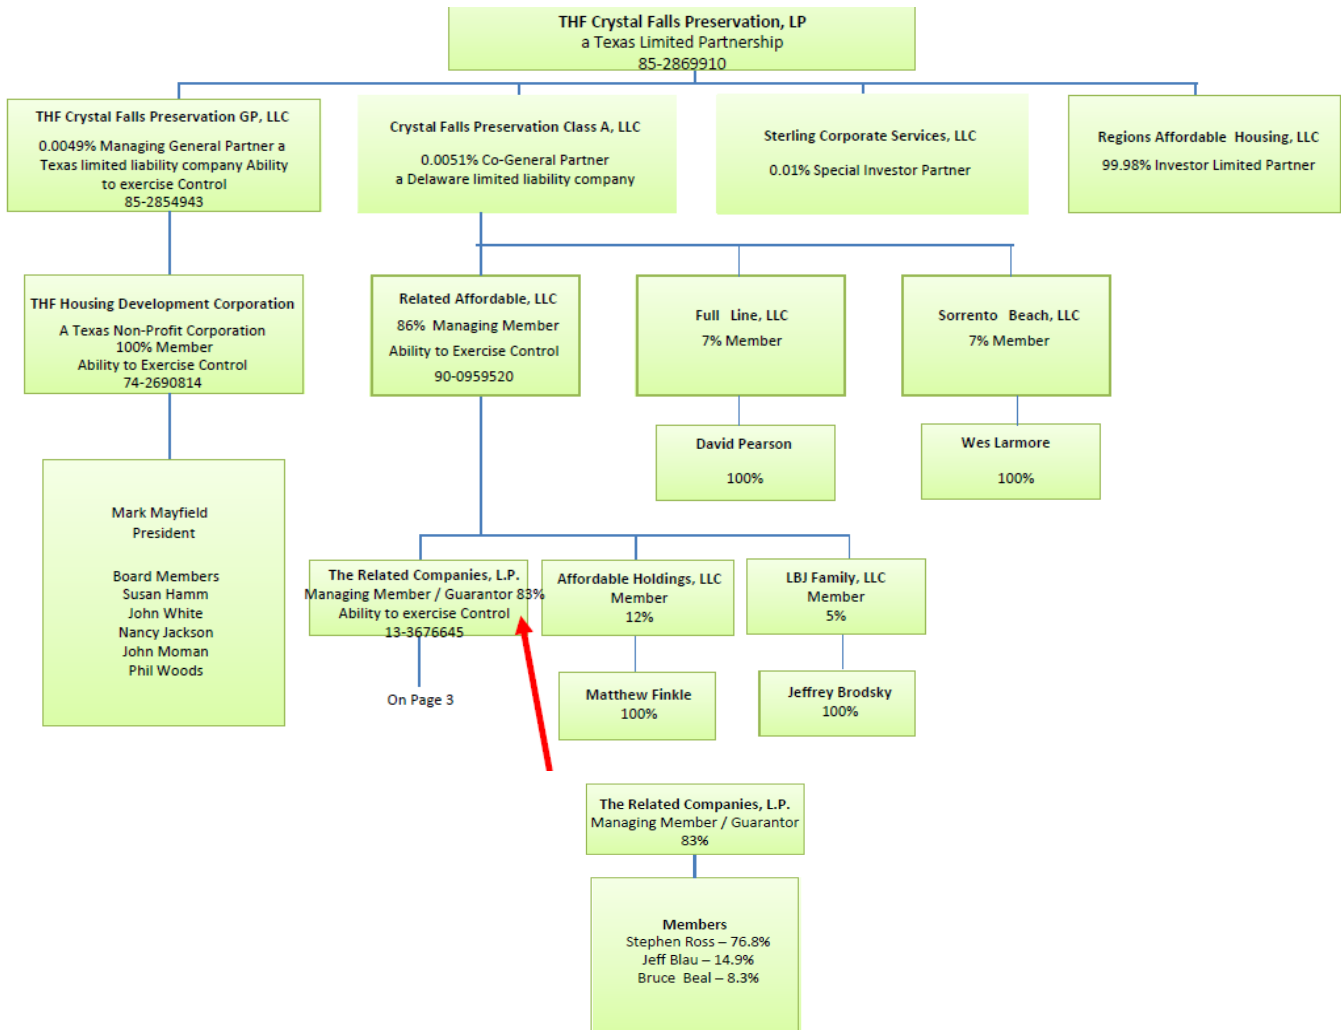 THF Crystal Falls Preservation, LP
a Texas Limited Partnership
85-2869910
THF Crystal Falls Preservation GP, LLC
0.0049% Managing General Partner a
Texas limited liability company Ability
to exercise Control
85-2854943
Crystal Falls Preservation Class A, LLC
0.0051% Co-General Partner
a Delaware limited liability company
Sterling Corporate Services, LLC
0.01% Special Investor Partner
Regions Affordable Housing, LLC
99.98% Investor Limited Partner
THF Housing Development Corporation
A Texas Non-Profit Corporation
100% Member
Ability to Exercise Control
74-2690814
Related Affordable, LLC
86% Managing Member
Ability to Exercise Control
90-0959520
Full Line, LLC
7% Member
Sorrento Beach, LLC
7% Member
David Pearson
100%
Wes Larmore
100%
Mark Mayfield
President
Board Members
Susan Hamm
John White
Nancy Jackson
John Moman
Phil Woods
The Related Companies, L.P.
Managing Member / Guarantor 83%
Ability to exercise Control
13-3676645
Affordable Holdings, LLC
Member
12%
LBJ Family, LLC
Member
5%
On Page 3
Matthew Finkle
100%
Jeffrey Brodsky
100%
The Related Companies, L.P.
Managing Member / Guarantor
83%
Members
Stephen Ross – 76.8%
Jeff Blau – 14.9%
Bruce Beal – 8.3%